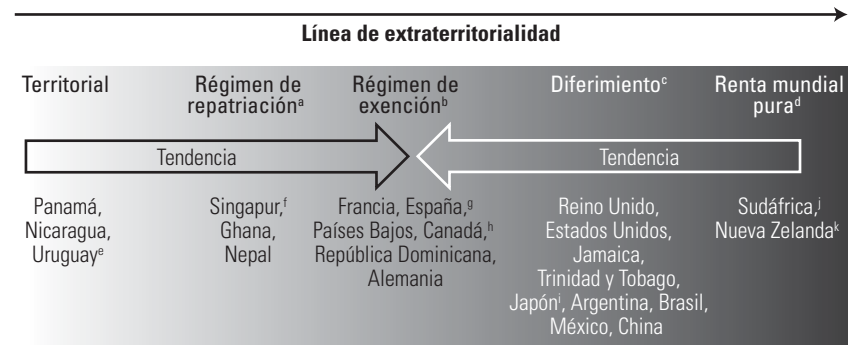 Línea de extraterritorialidad
Territorial
Régimen de
repatriaciónᵃ
Régimen de
exenciónᵇ
Diferimientoᶜ
Renta mundial
puraᵈ
Tendencia
Tendencia
Panamá,
Nicaragua,
Uruguayᵉ
Singapur,ᶠ
Ghana,
Nepal
Francia, España,ᵍ
Países Bajos, Canadá,ʰ
República Dominicana,
Alemania
Reino Unido,
Estados Unidos,
Jamaica,
Trinidad y Tobago,
Japónⁱ, Argentina, Brasil,
México, China
Sudáfrica,ʲ
Nueva Zelandaᵏ